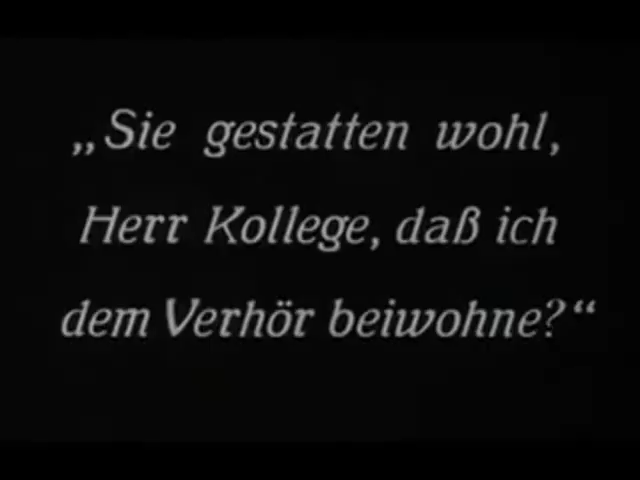 „Sie gestatten wohl,
Herr Kollege, daß ich
dem Verhör beiwohne?“